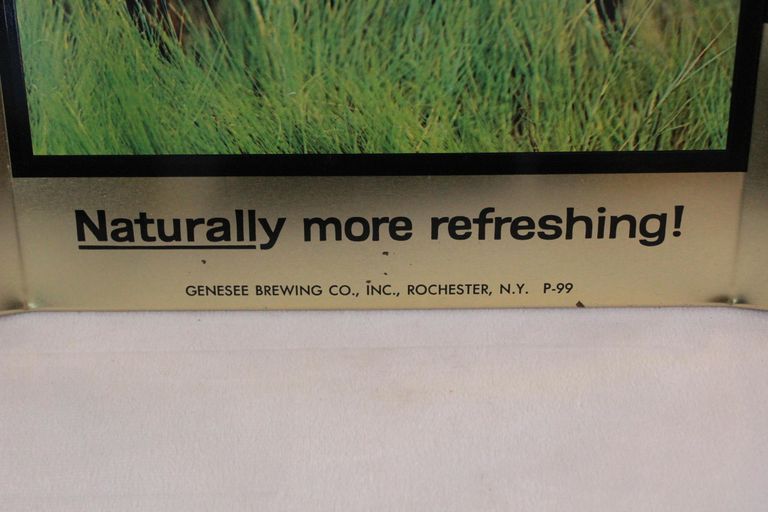 Naturally more refreshing!
GENESEE BREWING CO., INC., ROCHESTER, N.Y. P-99